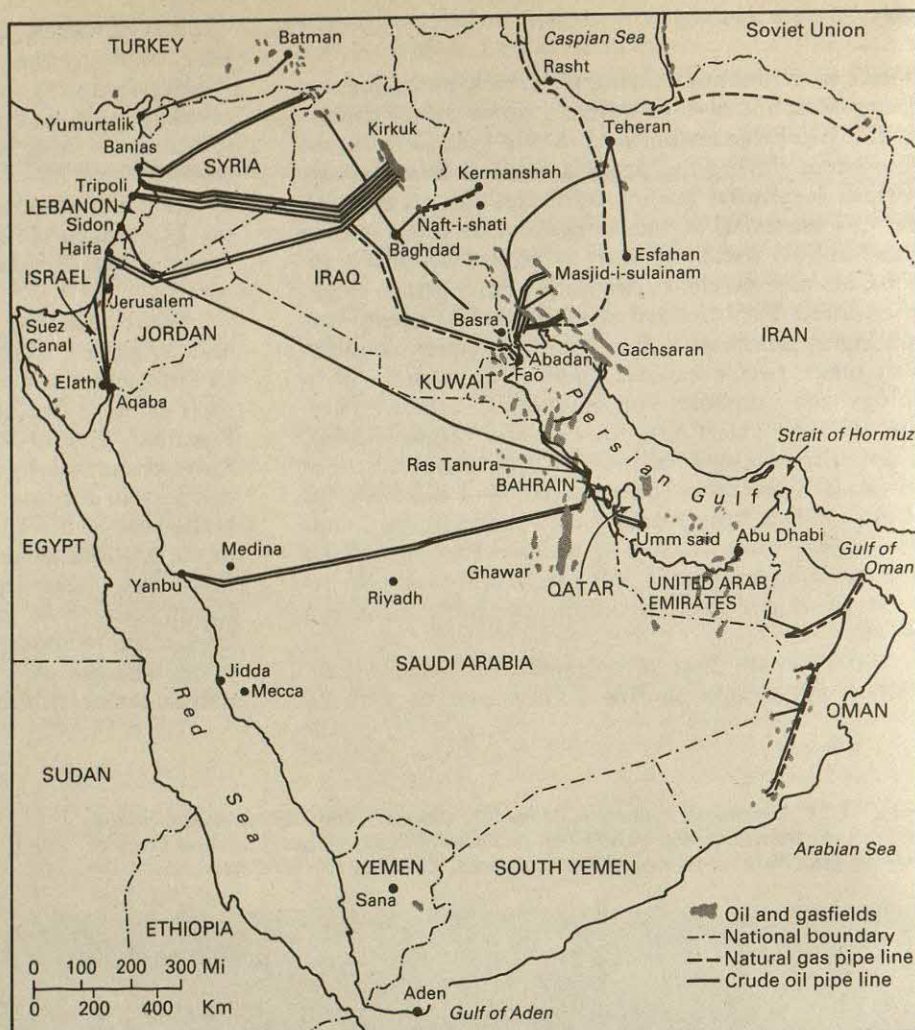 TURKEY
Batman
Caspian Sea
Soviet Union
Rasht
Yumurtalik
Teheran
Banias
Kirkuk
SYRIA
Kermanshah
Tripoli
LEBANON
Naft-i-shati
Sidon
Baghdad
Esfahan
Haifa
Masjid-i-sulainam
ISRAEL
IRAQ
Jerusalem
Basra
IRAN
Suez
Canal
JORDAN
Abadan
Gachsaran
KUWAIT
Fao
Elath
Aqaba
Persian Gulf
Strait of Hormuz
Ras Tanura
BAHRAIN
EGYPT
Medina
Umm said
Abu Dhabi
Gulf of
Oman
Yanbu
Ghawar
Riyadh
QATAR
UNITED ARAB
EMIRATES
SAUDI ARABIA
Jidda
Mecca
OMAN
Red Sea
SUDAN
Arabian Sea
YEMEN
SOUTH YEMEN
Sana
ETHIOPIA
Oil and gasfields
National boundary
Natural gas pipe line
Crude oil pipe line
0 100 200 300 Mi
0 200 400 Km
Aden
Gulf of Aden